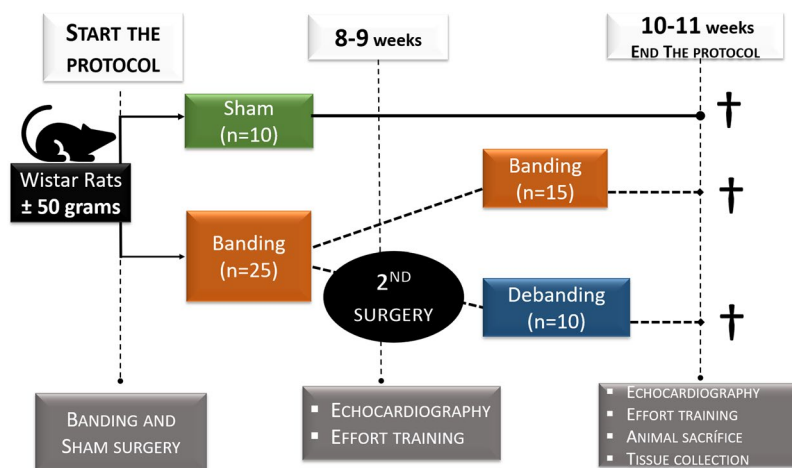 START THE
PROTOCOL
8-9 weeks
10-11 weeks
END THE PROTOCOL
Sham
(n=10)
Wistar Rats
± 50 grams
Banding
(n=15)
Banding
(n=25)
2ND
SURGERY
Debanding
(n=10)
BANDING AND
SHAM SURGERY
▪ ECHOCARDIOGRAPHY
▪ EFFORT TRAINING
▪ ECHOCARDIOGRAPHY
▪ EFFORT TRAINING
▪ ANIMAL SACRÍFICE
▪ TISSUE COLLECTION